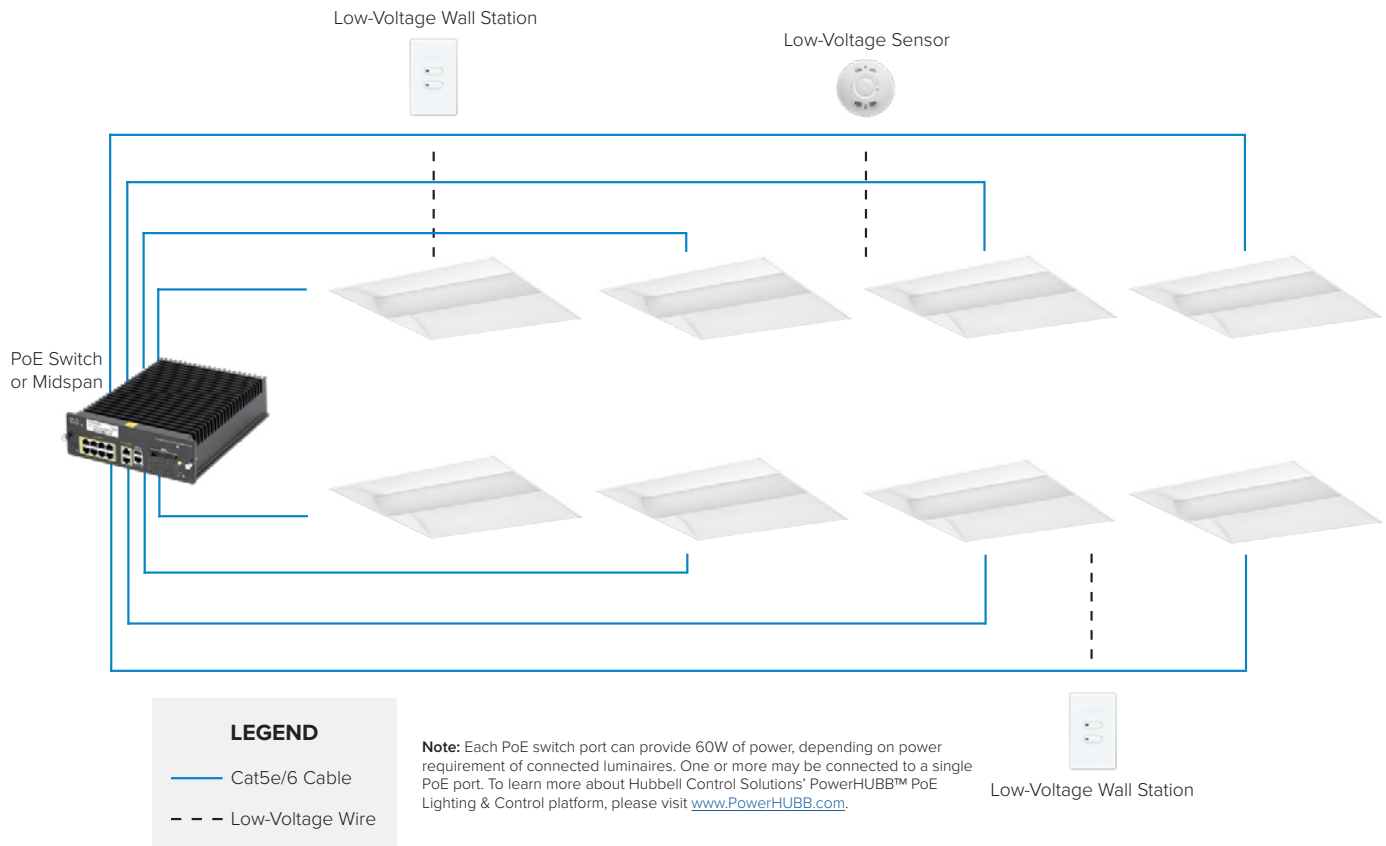 Low-Voltage Wall Station
Low-Voltage Sensor
PoE Switch
or Midspan
LEGEND
Cat5e/6 Cable
Low-Voltage Wire
Note: Each PoE switch port can provide 60W of power, depending on power
requirement of connected luminaires. One or more may be connected to a single
PoE port. To learn more about Hubbell Control Solutions’ PowerHUBB™ PoE
Lighting & Control platform, please visit www.PowerHUBB.com.
Low-Voltage Wall Station